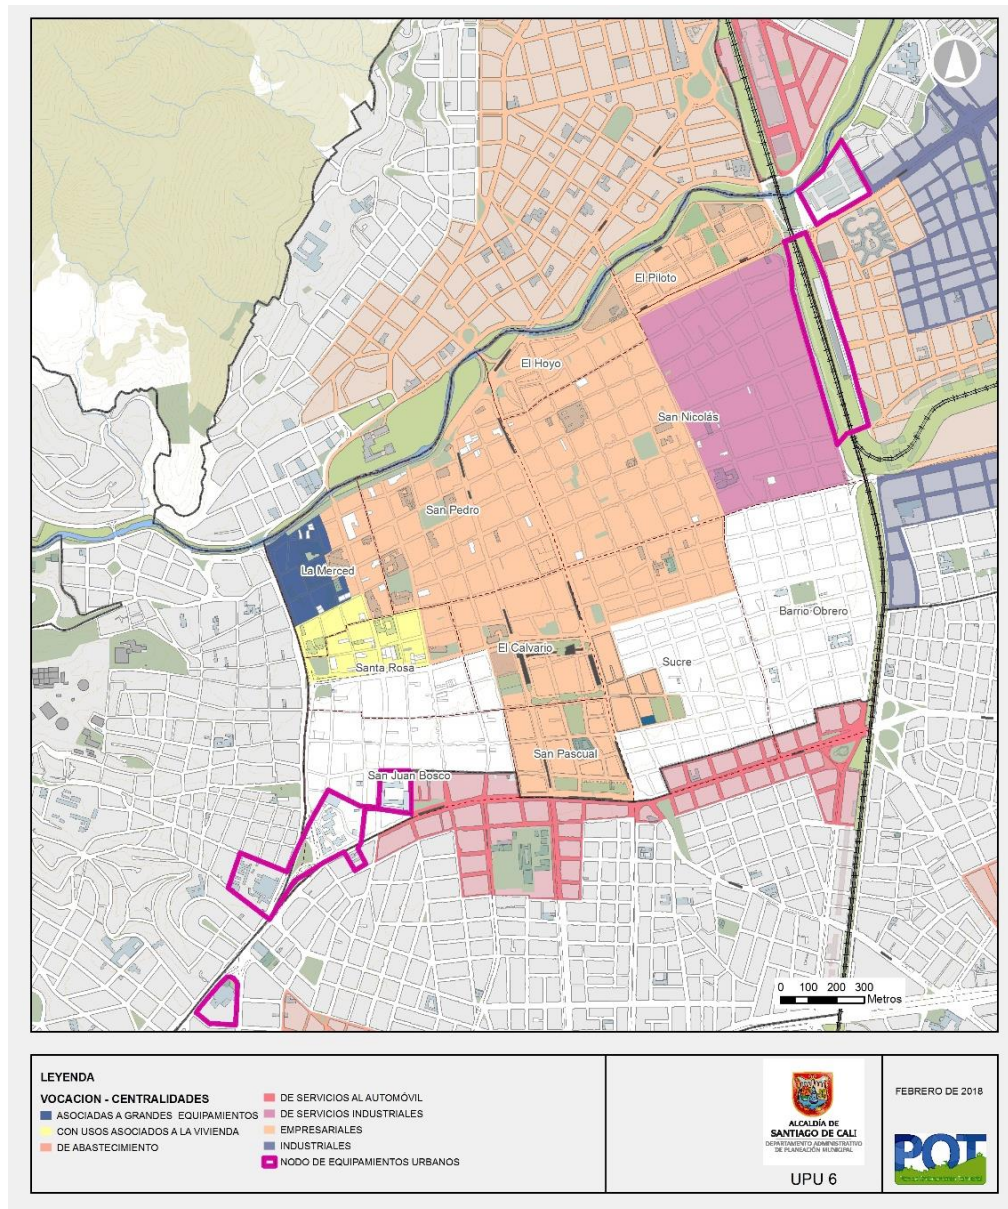 El Piloto
El Hoyo
San Nicolás
San Pedro
La Merced
Barrio Obrero
El Calvario
Sucre
Santa Rosa
San Pascual
San Juan Bosco
0 100 200 300
Metros
LEYENDA
VOCACION - CENTRALIDADES
ASOCIADAS A GRANDES EQUIPAMIENTOS
CON USOS ASOCIADOS A LA VIVIENDA
DE ABASTECIMIENTO
DE SERVICIOS AL AUTOMÓVIL
DE SERVICIOS INDUSTRIALES
EMPRESARIALES
INDUSTRIALES
NODO DE EQUIPAMIENTOS URBANOS
ALCALDÍA DE
SANTIAGO DE CALI
DEPARTAMENTO ADMINISTRATIVO
DE PLANEACIÓN MUNICIPAL
UPU 6
FEBRERO DE 2018
POT